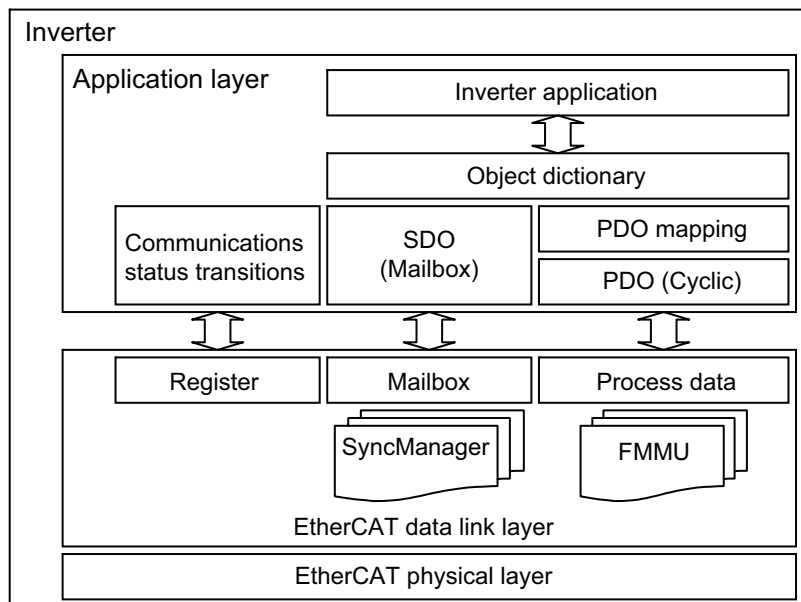 Inverter
Application layer
Inverter application
Object dictionary
Communications
status transitions
SDO
(Mailbox)
PDO mapping
PDO (Cyclic)
Register
Mailbox
Process data
SyncManager
FMMU
EtherCAT data link layer
EtherCAT physical layer